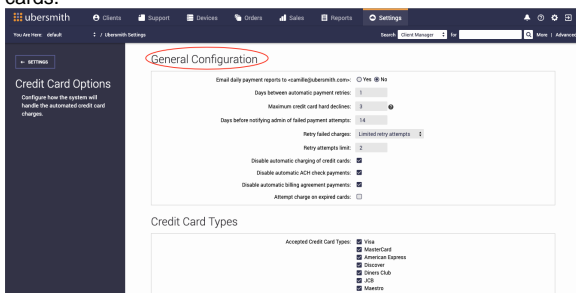 cards.
ubersmith Clients Support Devices Orders Sales Reports Settings
You Are Here: default / Ubersmith Settings Search Client Manager for More | Advanced
← SETTINGS
General Configuration
Credit Card Options
Configure how the system will
handle the automated credit card
charges.
Email daily payment reports to <camille@ubersmith.com>: Yes No
Days between automatic payment retries: 1
Maximum credit card hard declines: 3
Days before notifying admin of failed payment attempts: 14
Retry failed charges: Limited retry attempts
Retry attempts limit: 2
Disable automatic charging of credit cards:
Disable automatic ACH check payments:
Disable automatic billing agreement payments:
Attempt charge on expired cards:
Credit Card Types
Accepted Credit Card Types: Visa
MasterCard
American Express
Discover
Diners Club
JCB
Maestro